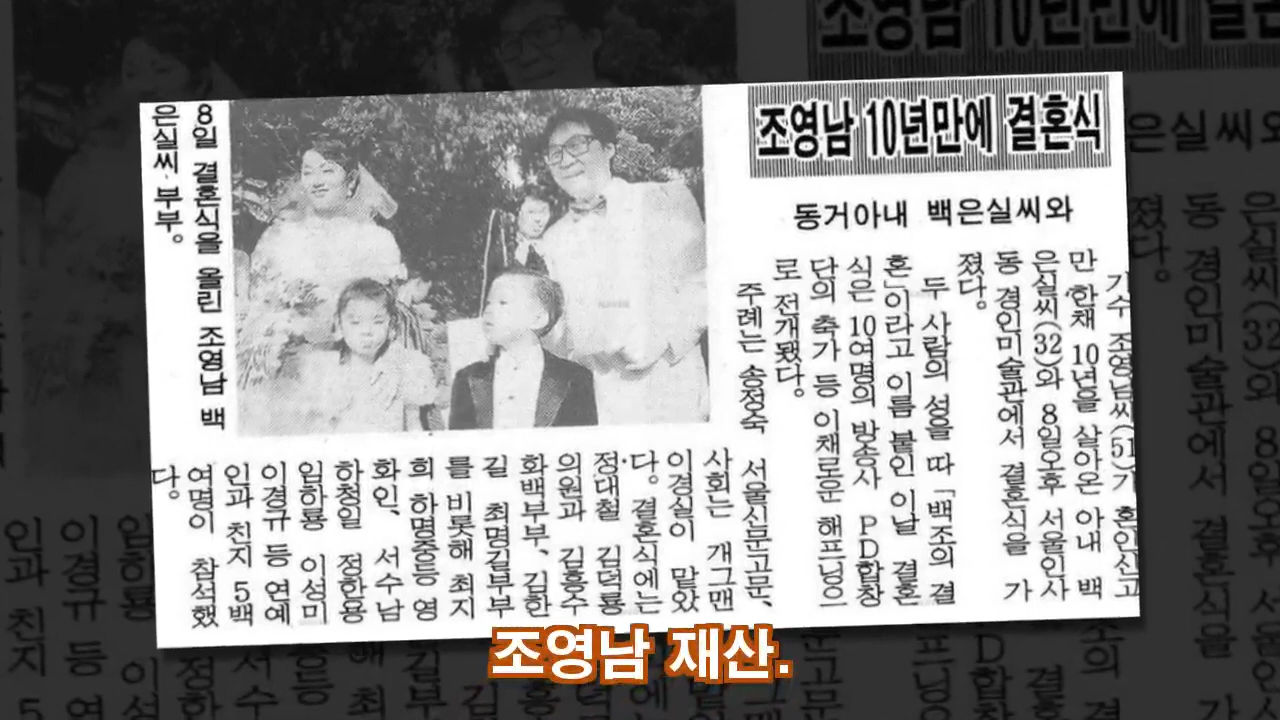 조영남 10년만에 결혼식
동거아내 백은실씨와
가수 조영남씨(51)가 혼인신고
만 한채 10년을 살아온 아내 백
은실씨(32)와 8일오후 서울인사
동 경인미술관에서 결혼식을 가
졌다.
두 사람의 성을 따 「백조의 결
혼」이라고 이름 붙인 이날 결혼
식은 10여명의 방송사 PD합창
단의 축가 등 이채로운 해프닝으
로 전개됐다.
주례는 송정숙 서울신문고문,
사회는 개그맨
이경실이 맡았
다. 결혼식에는
정대철 김덕룡
의원과 김흥수
화백부부, 김한
길 최명길부부
를 비롯해 최지
희 하명중등 영
화인, 서수남
하청일 정한용
임하룡 이성미
이경규 등 연예
인과 친지 5백
여명이 참석했
다.
8일 결혼식을 올린 조영남 백
은실씨 부부.
조영남 재산.